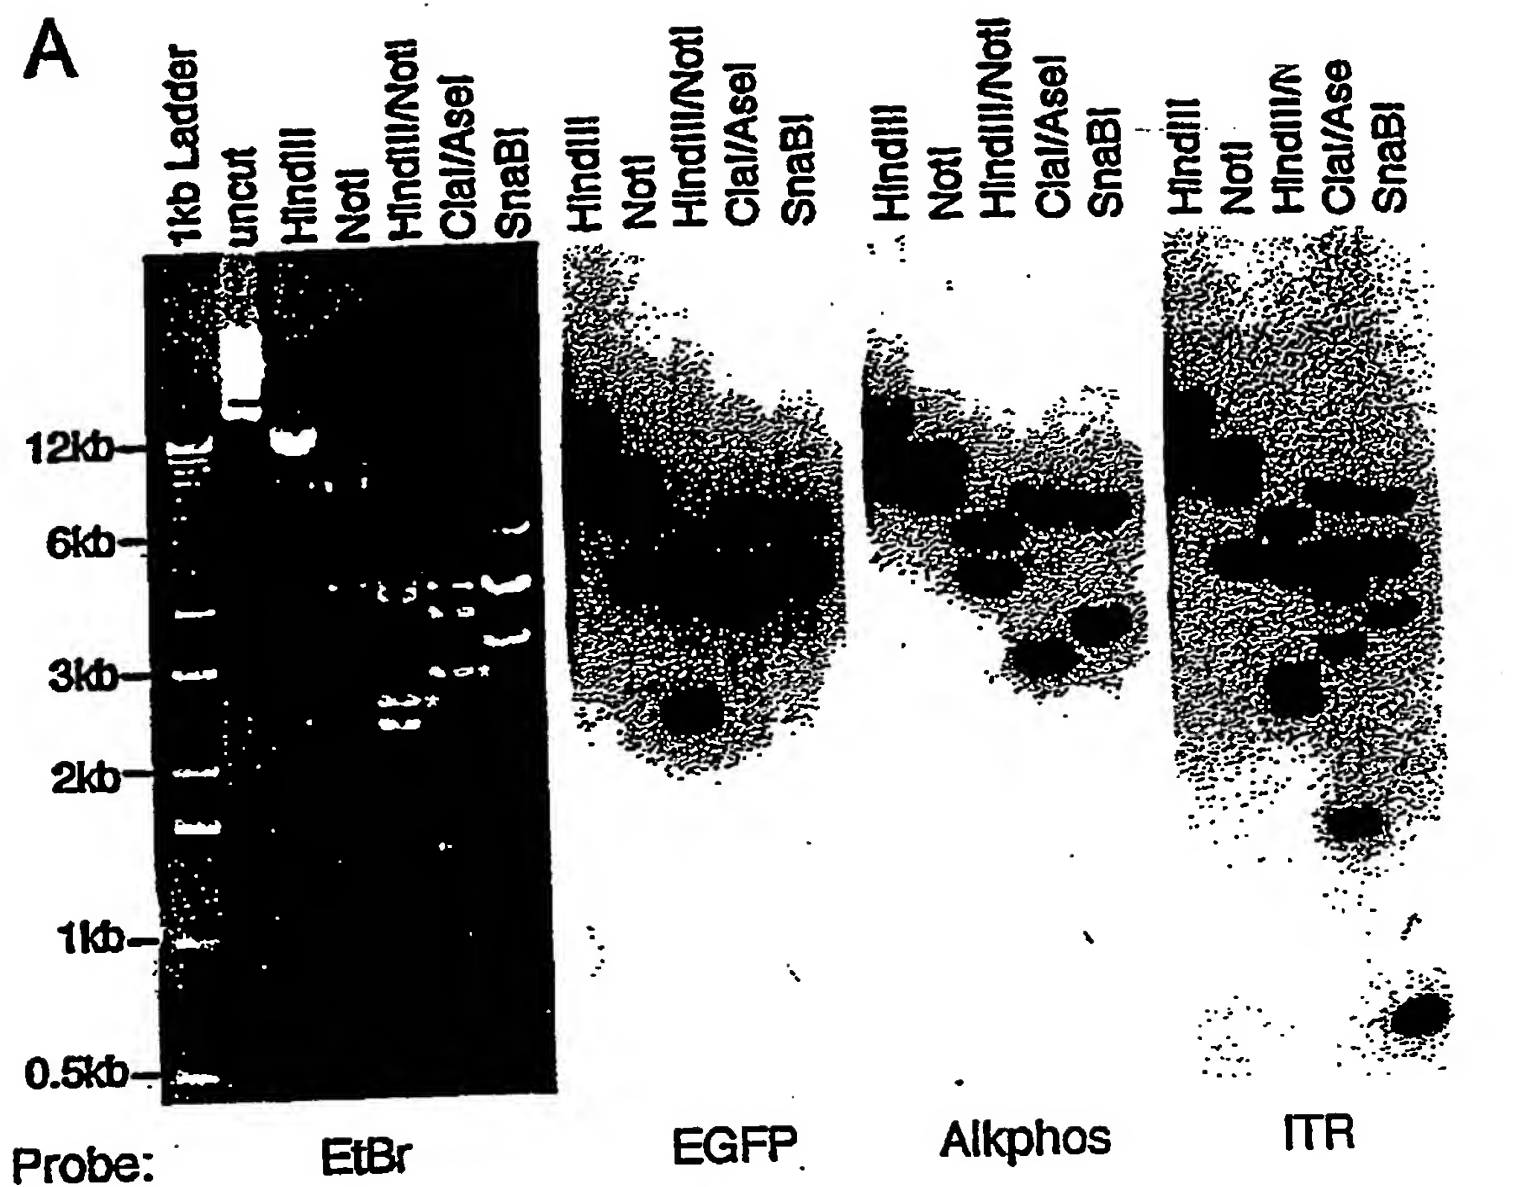 A
1kb Ladder
uncut
HindIII
NotI
HindIII/NotI
ClaI/AseI
SnaBI
HindIII
NotI
HindIII/NotI
ClaI/AseI
SnaBI
HindIII
NotI
HindIII/NotI
ClaI/AseI
SnaBI
HindIII
NotI
HindIII/N
ClaI/Ase
SnaBI
12kb
6kb
3kb
*
*
2kb
1kb
0.5kb
Probe: EtBr EGFP Alkphos ITR